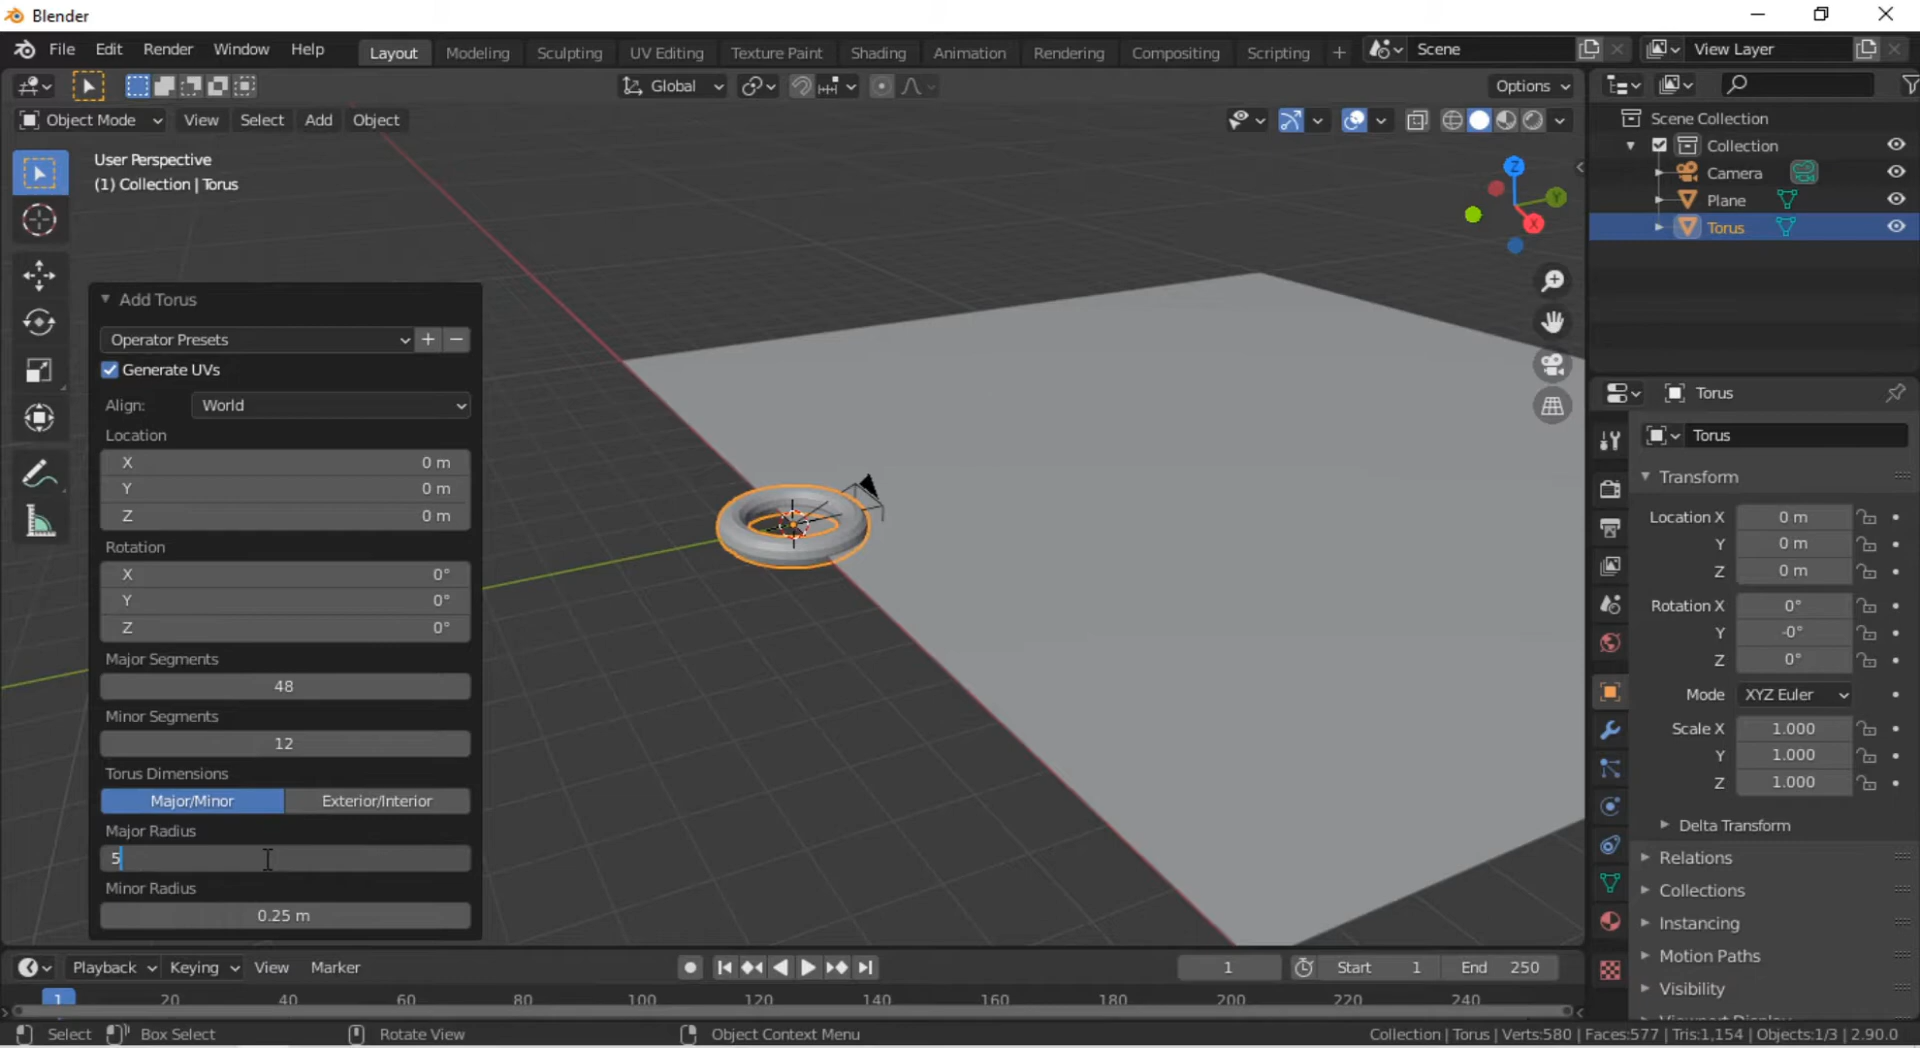 Blender
File Edit Render Window Help Layout Modeling Sculpting UV Editing Texture Paint Shading Animation Rendering Compositing Scripting + Scene View Layer
Global Options
Object Mode View Select Add Object
User Perspective
(1) Collection | Torus
Z
Y
X
Add Torus
Operator Presets + −
Generate UVs
Align: World
Location
X 0 m
Y 0 m
Z 0 m
Rotation
X 0°
Y 0°
Z 0°
Major Segments
48
Minor Segments
12
Torus Dimensions
Major/Minor Exterior/Interior
Major Radius
5
Minor Radius
0.25 m
Scene Collection
Collection
Camera
Plane
Torus
Torus
Torus
Transform
Location X 0 m
Y 0 m
Z 0 m
Rotation X 0°
Y -0°
Z 0°
Mode XYZ Euler
Scale X 1.000
Y 1.000
Z 1.000
Delta Transform
Relations
Collections
Instancing
Motion Paths
Visibility
Viewport Display
Playback Keying View Marker 1 Start 1 End 250
1 20 40 60 80 100 120 140 160 180 200 220 240
Select Box Select Rotate View Object Context Menu Collection | Torus | Verts:580 | Faces:577 | Tris:1,154 | Objects:1/3 | 2.90.0